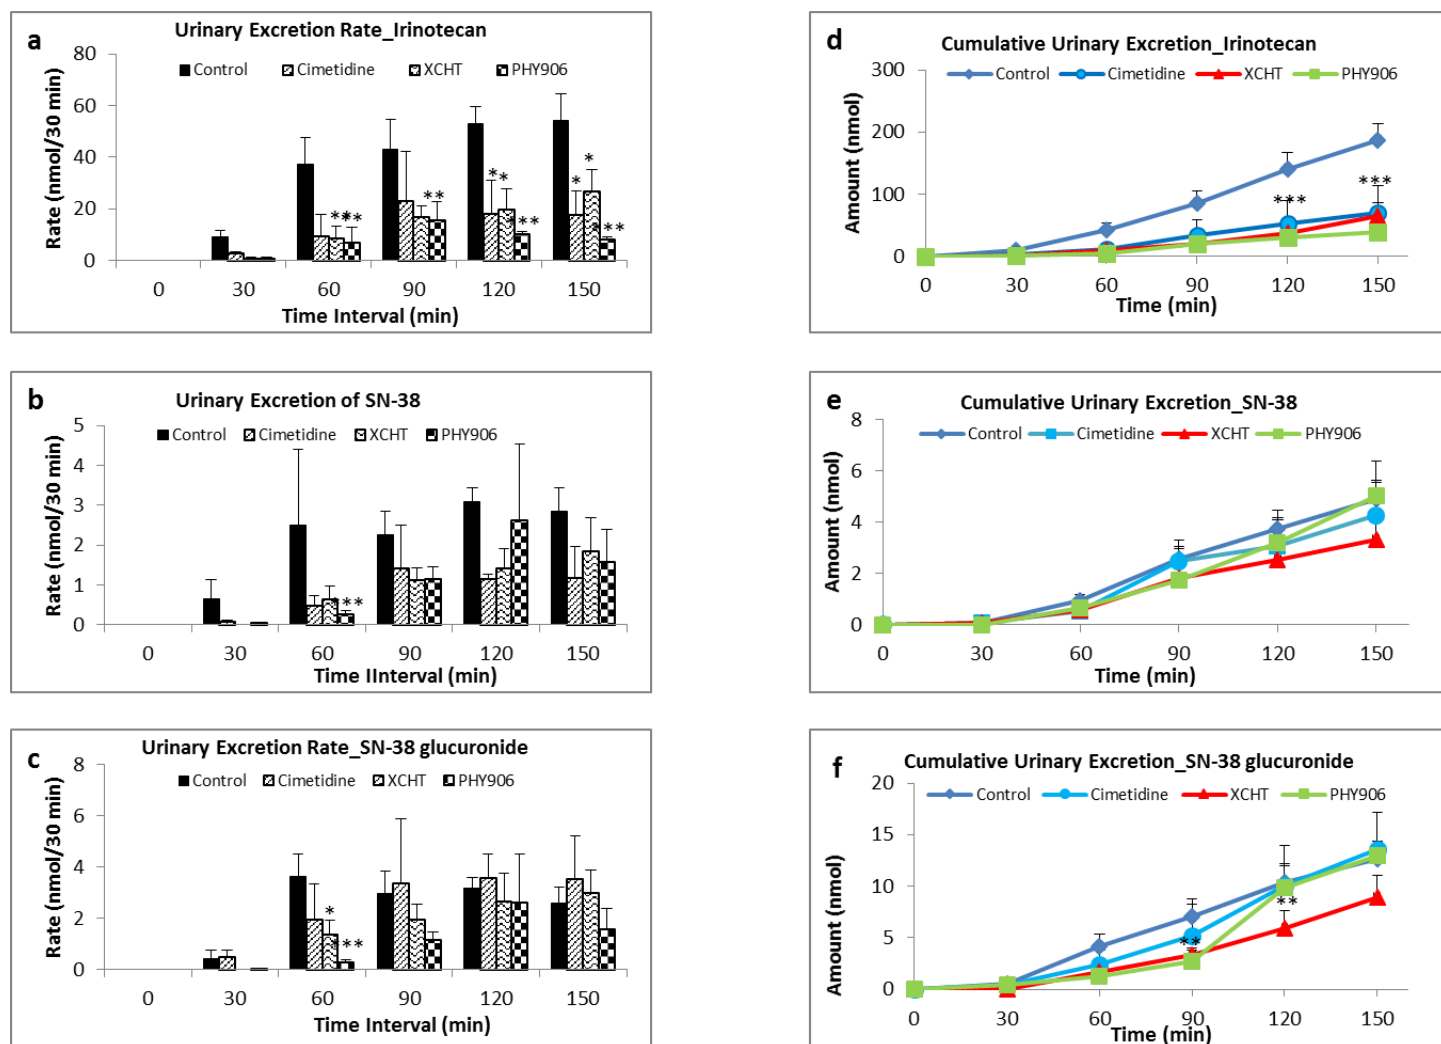 a
Urinary Excretion Rate_Irinotecan
Control Cimetidine XCHT PHY906
Rate (nmol/30 min)
80
60
40
20
0
** ** ** * * *** * * ***
0 30 60 90 120 150
Time Interval (min)
d
Cumulative Urinary Excretion_Irinotecan
Control Cimetidine XCHT PHY906
Amount (nmol)
300
200
100
0
*** ***
0 30 60 90 120 150
Time (min)
b
Urinary Excretion of SN-38
Control Cimetidine XCHT PHY906
Rate (nmol/30 min)
5
4
3
2
1
0
***
0 30 60 90 120 150
Time IInterval (min)
e
Cumulative Urinary Excretion_SN-38
Control Cimetidine XCHT PHY906
Amount (nmol)
8
6
4
2
0
0 30 60 90 120 150
Time (min)
c
Urinary Excretion Rate_SN-38 glucuronide
Control Cimetidine XCHT PHY906
Rate (nmol/30 min)
8
6
4
2
0
* ***
0 30 60 90 120 150
Time Interval (min)
f
Cumulative Urinary Excretion_SN-38 glucuronide
Control Cimetidine XCHT PHY906
Amount (nmol)
20
15
10
5
0
** **
0 30 60 90 120 150
Time (min)